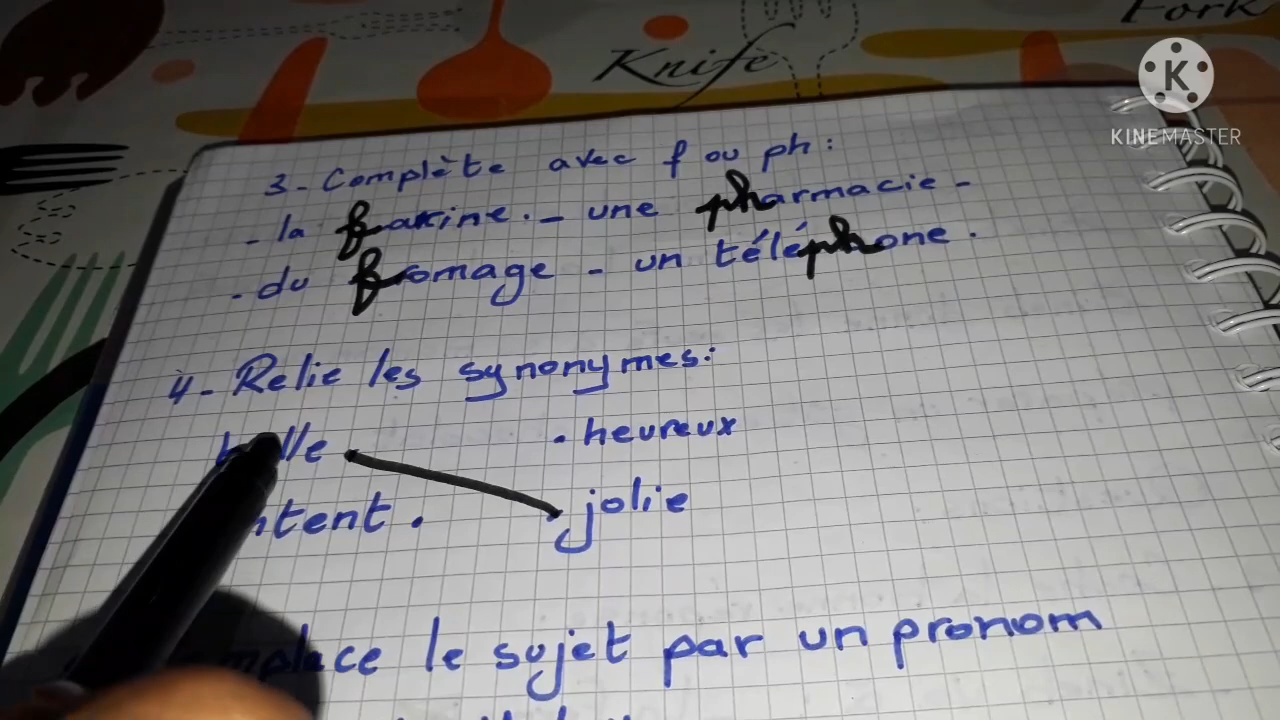 Fork
Knife
KINEMASTER
3- Complète avec f ou ph:
- la farine. - une pharmacie -
- du fromage - un téléphone.
4- Relie les synonymes:
. heureux
jolie
le sujet par un pronom